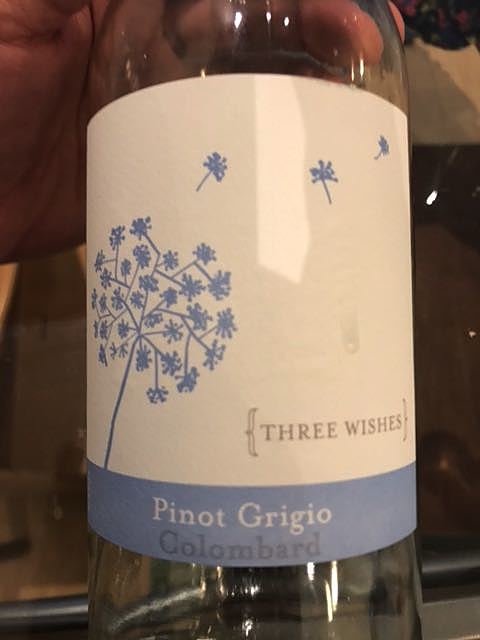 {THREE WISHES}
Pinot Grigio
Colombard